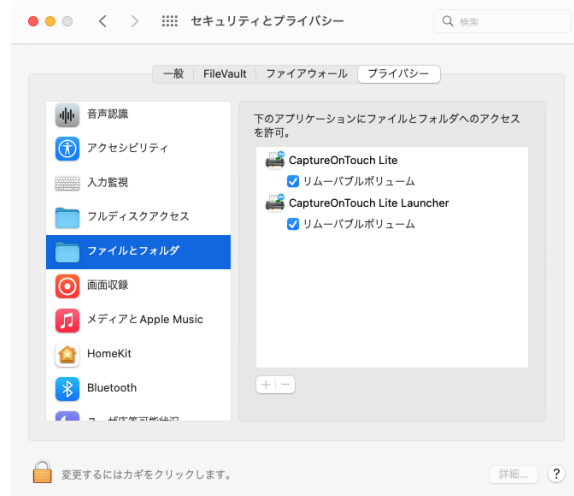 セキュリティとプライバシー
検索
一般 FileVault ファイアウォール プライバシー
音声認識
アクセシビリティ
入力監視
フルディスクアクセス
ファイルとフォルダ
画面収録
メディアとApple Music
HomeKit
Bluetooth
下のアプリケーションにファイルとフォルダへのアクセス
を許可。
CaptureOnTouch Lite
リムーバブルボリューム
CaptureOnTouch Lite Launcher
リムーバブルボリューム
変更するにはカギをクリックします。
詳細...
?